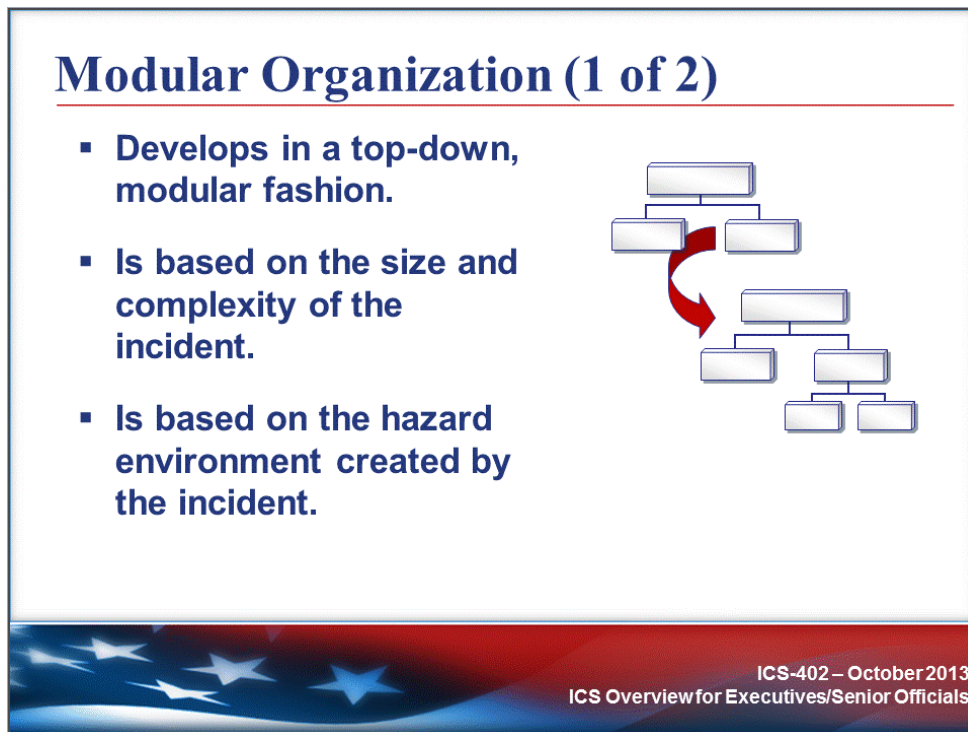 Modular Organization (1 of 2)
▪ Develops in a top-down,
modular fashion.
▪ Is based on the size and
complexity of the
incident.
▪ Is based on the hazard
environment created by
the incident.
ICS-402 – October 2013
ICS Overview for Executives/Senior Officials